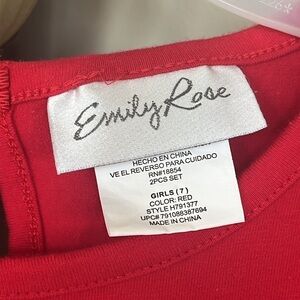 Emily Rose
HECHO EN CHINA
VE EL REVERSO PARA CUIDADO
RN#18854
2PCS SET
GIRLS ( 7 )
COLOR: RED
STYLE H791377
UPC# 791088387694
MADE IN CHINA